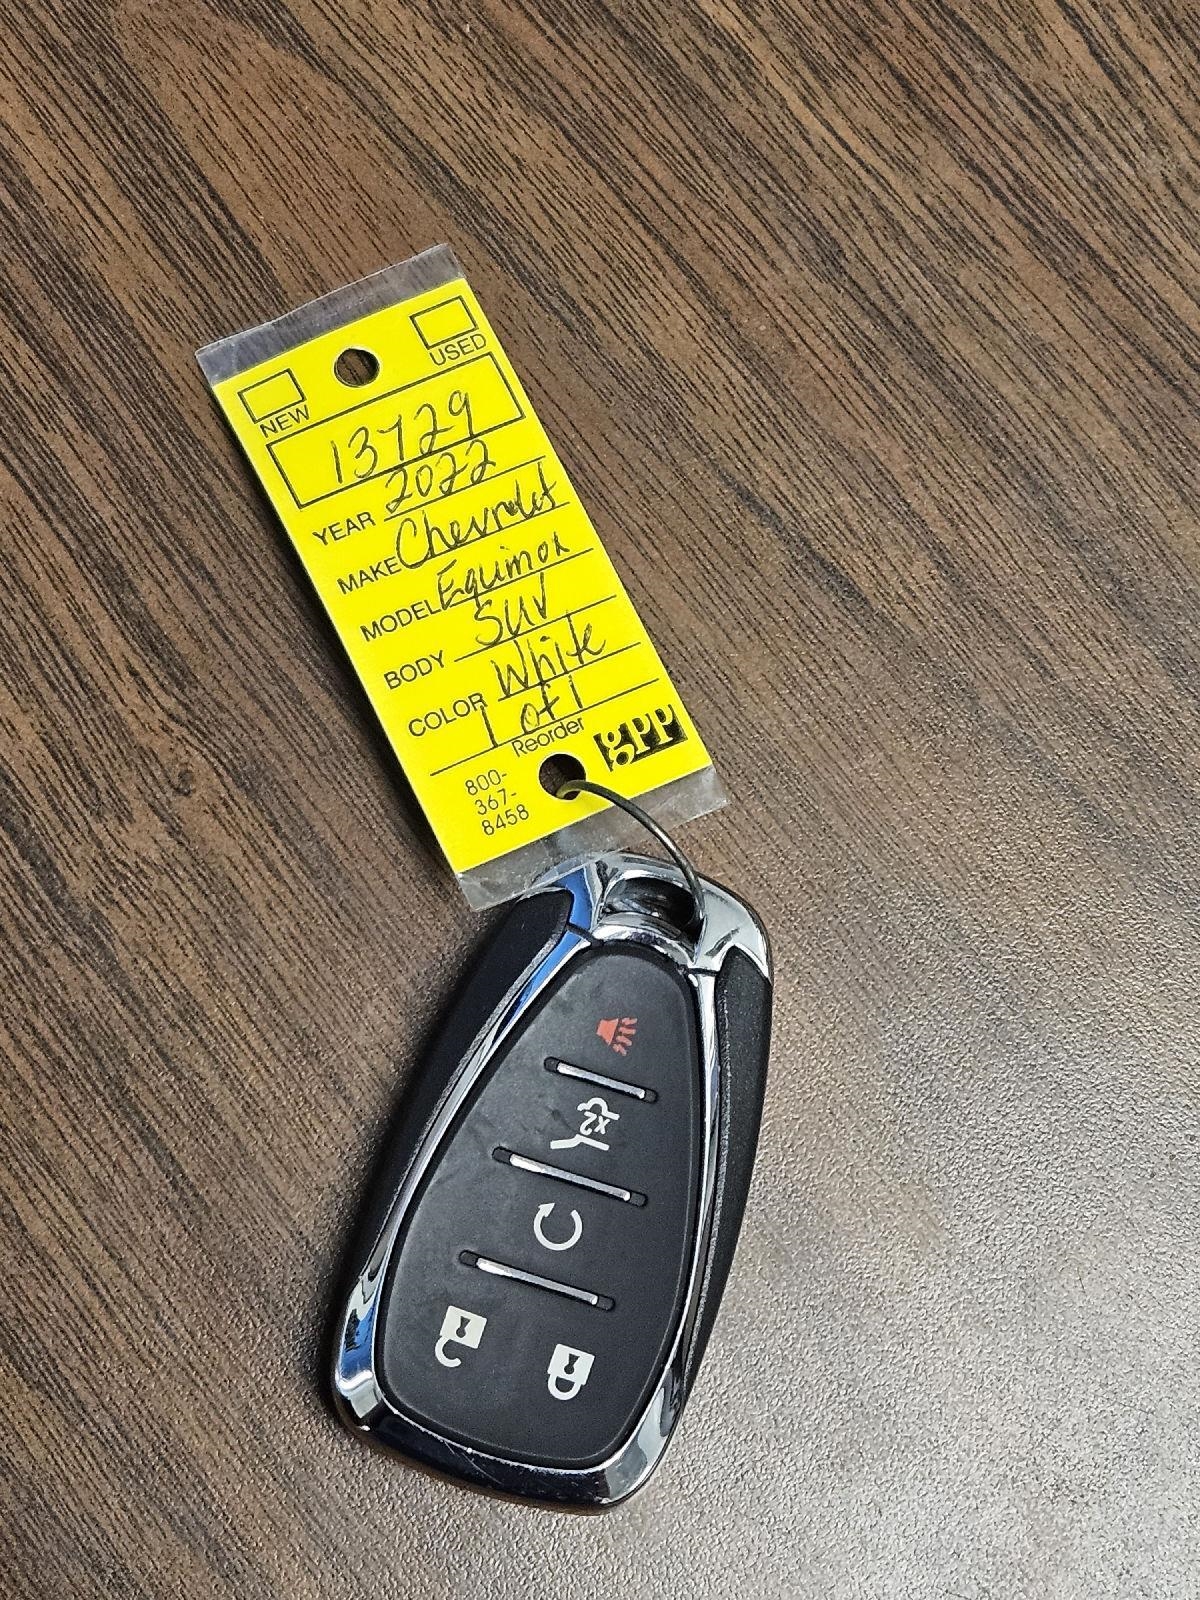 NEW USED
13729
YEAR 2022
MAKE Chevrolet
MODEL Equinox
BODY SUV
COLOR White
1 of 1
Reorder
800-
367-
8458
gPP
X2